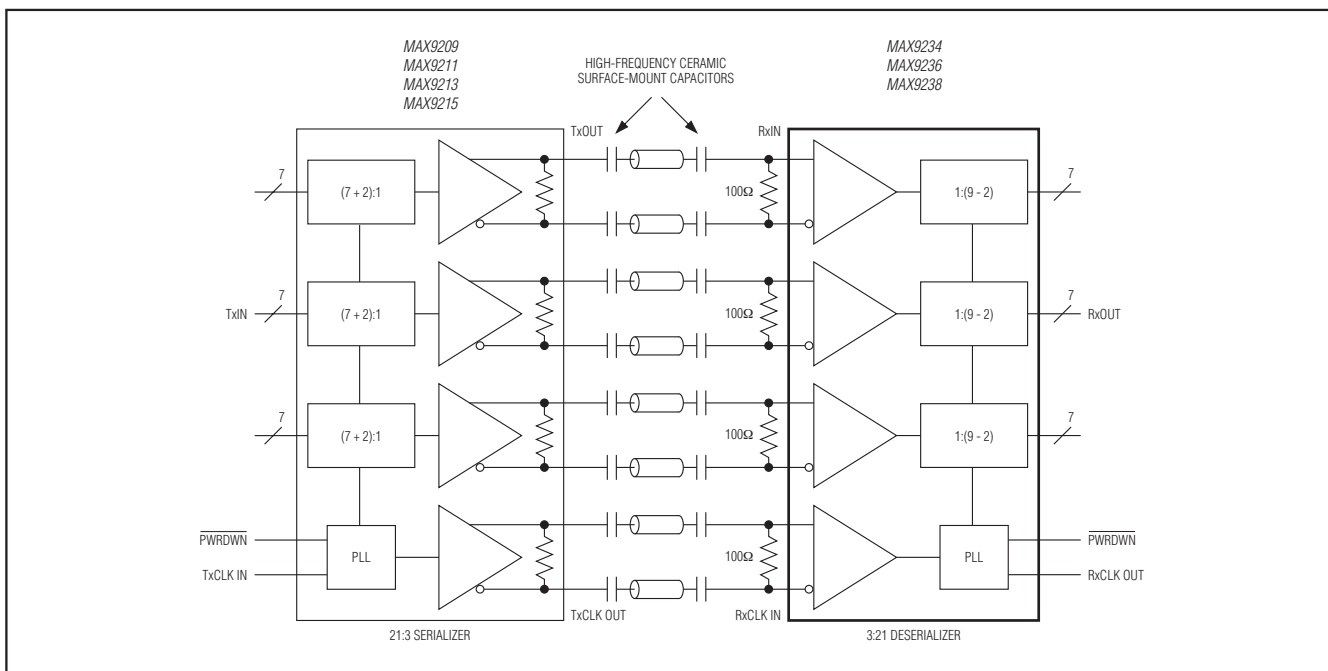 MAX9209
MAX9211
MAX9213
MAX9215
HIGH-FREQUENCY CERAMIC
SURFACE-MOUNT CAPACITORS
MAX9234
MAX9236
MAX9238
TxOUT
RxIN
7
(7 + 2):1
100Ω
1:(9 - 2)
7
TxIN
7
(7 + 2):1
100Ω
1:(9 - 2)
7
RxOUT
7
(7 + 2):1
100Ω
1:(9 - 2)
7
PWRDWN
TxCLK IN
PLL
100Ω
PLL
PWRDWN
RxCLK OUT
TxCLK OUT
RxCLK IN
21:3 SERIALIZER
3:21 DESERIALIZER